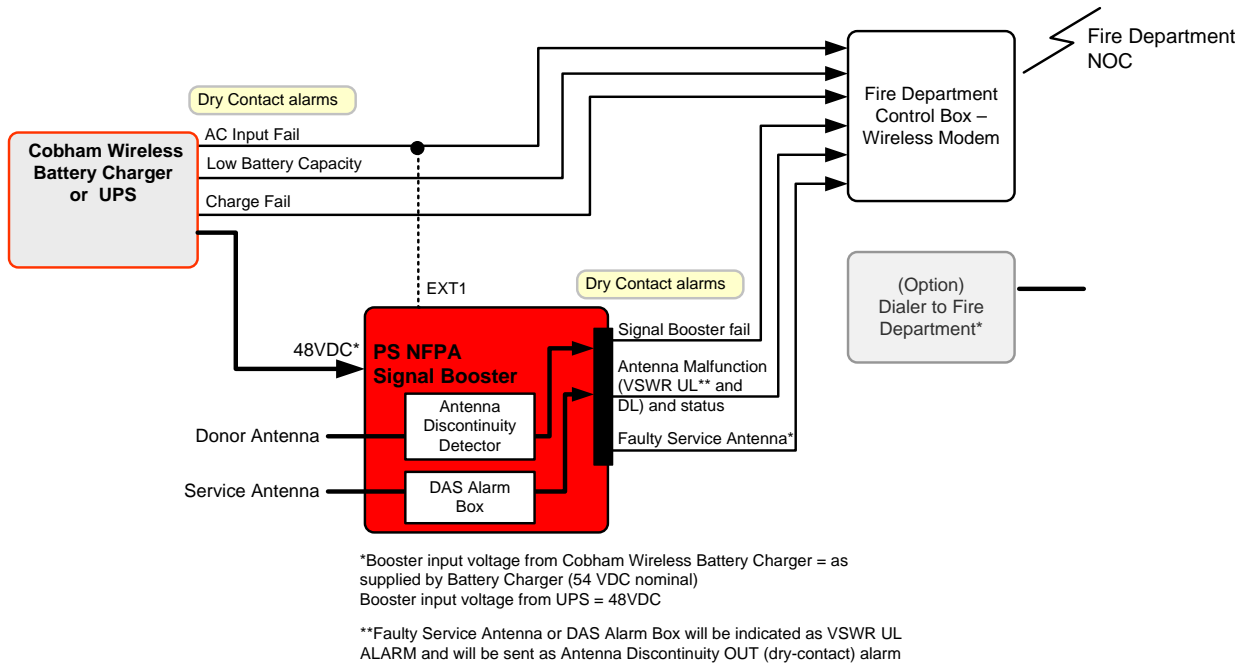 Fire Department
NOC
Dry Contact alarms
AC Input Fail
Low Battery Capacity
Charge Fail
Cobham Wireless
Battery Charger
or UPS
Fire Department
Control Box –
Wireless Modem
EXT1
Dry Contact alarms
(Option)
Dialer to Fire
Department*
48VDC*
PS NFPA
Signal Booster
Signal Booster fail
Antenna Malfunction
(VSWR UL** and
DL) and status
Faulty Service Antenna*
Antenna
Discontinuity
Detector
Donor Antenna
DAS Alarm
Box
Service Antenna
*Booster input voltage from Cobham Wireless Battery Charger = as
supplied by Battery Charger (54 VDC nominal)
Booster input voltage from UPS = 48VDC
**Faulty Service Antenna or DAS Alarm Box will be indicated as VSWR UL
ALARM and will be sent as Antenna Discontinuity OUT (dry-contact) alarm